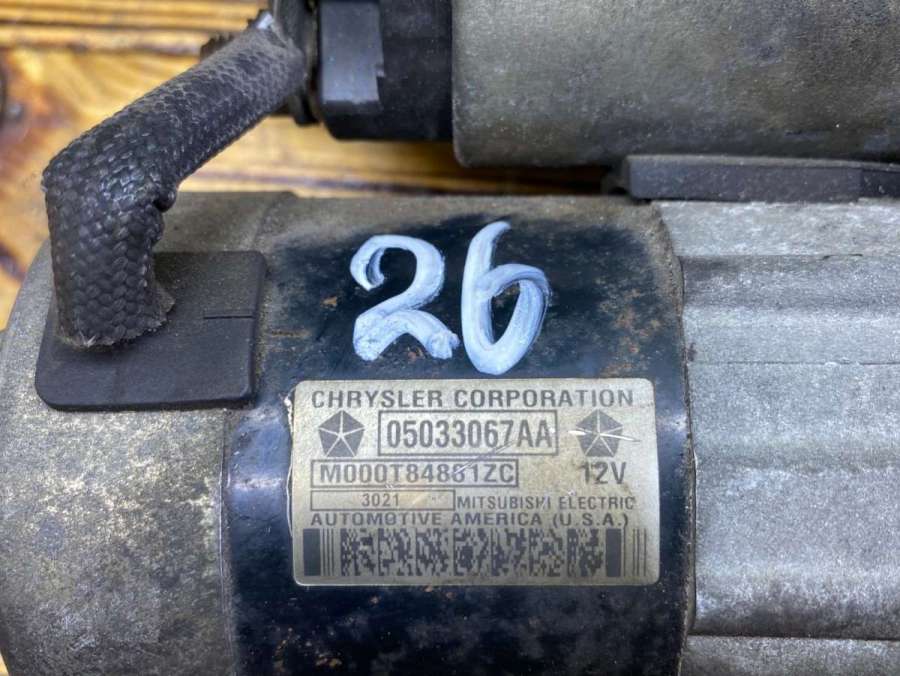 26
CHRYSLER CORPORATION
05033067AA
M000T84881ZC 12V
3021 MITSUBISHI ELECTRIC
AUTOMOTIVE AMERICA (U.S.A.)